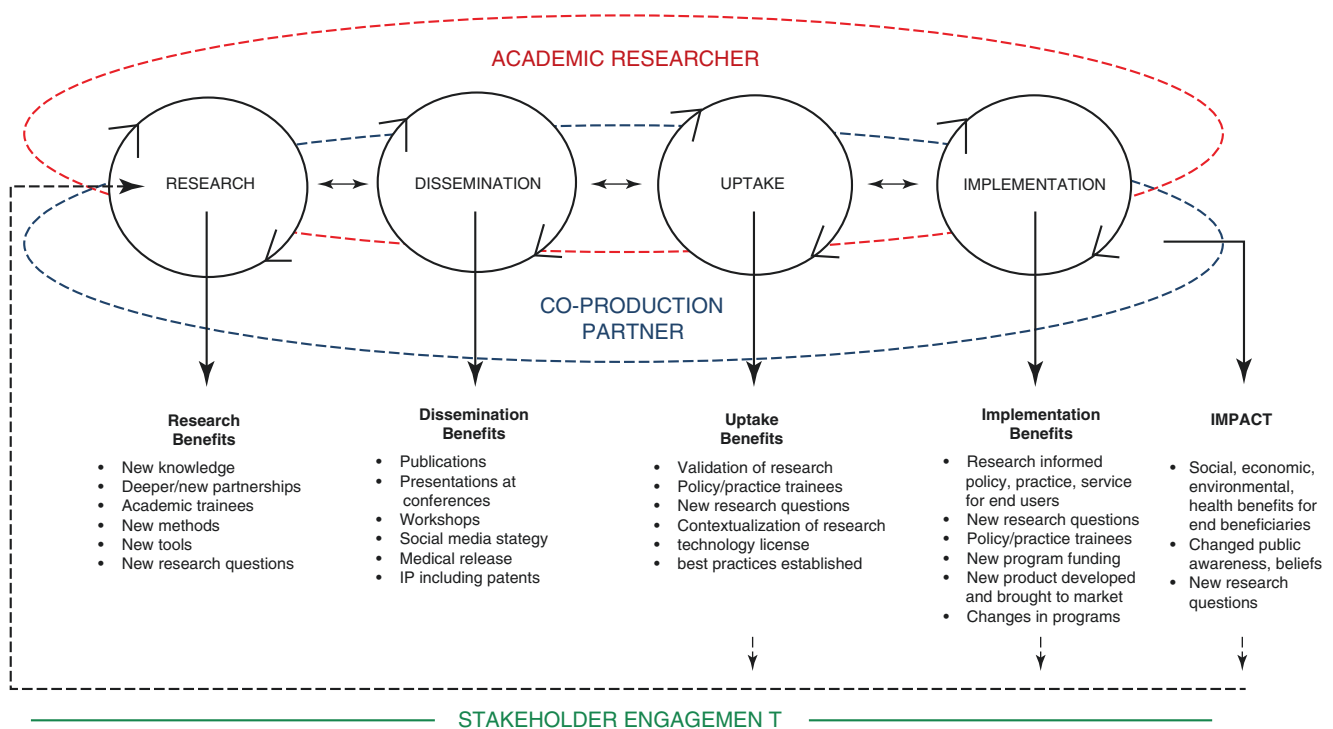 ACADEMIC RESEARCHER
RESEARCH
DISSEMINATION
UPTAKE
IMPLEMENTATION
CO-PRODUCTION
PARTNER
Research
Benefits
• New knowledge
• Deeper/new partnerships
• Academic trainees
• New methods
• New tools
• New research questions
Dissemination
Benefits
• Publications
• Presentations at
conferences
• Workshops
• Social media stategy
• Medical release
• IP including patents
Uptake
Benefits
• Validation of research
• Policy/practice trainees
• New research questions
• Contextualization of research
• technology license
• best practices established
Implementation
Benefits
• Research informed
policy, practice, service
for end users
• New research questions
• Policy/practice trainees
• New program funding
• New product developed
and brought to market
• Changes in programs
IMPACT
• Social, economic,
environmental,
health benefits for
end beneficiaries
• Changed public
awareness, beliefs
• New research
questions
STAKEHOLDER ENGAGEMEN T